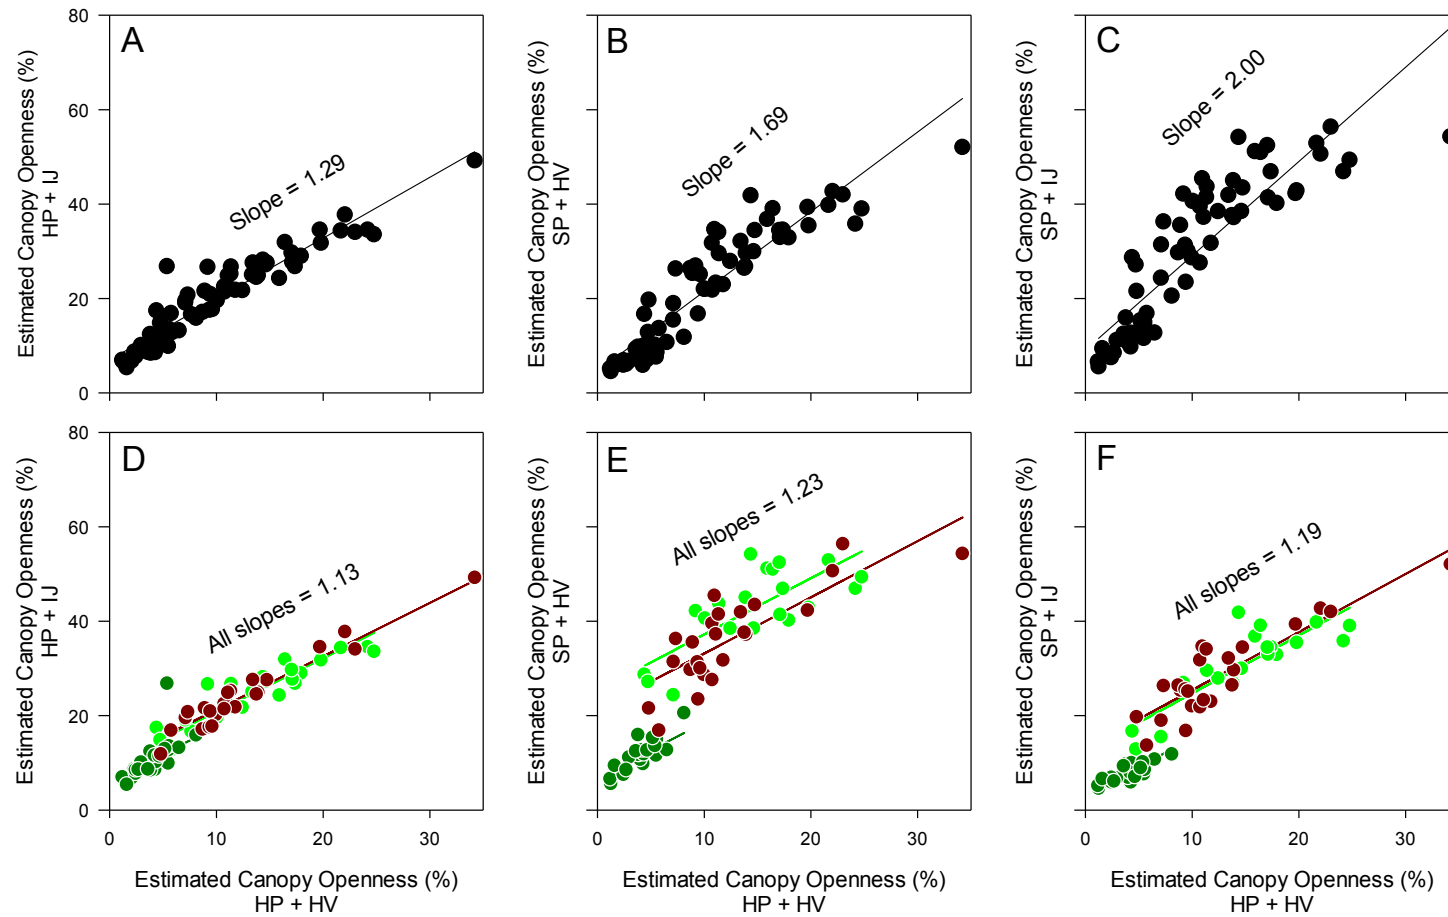 A
B
C
80
60
40
20
0
Estimated Canopy Openness (%)
HP + IJ
Slope = 1.29
Estimated Canopy Openness (%)
SP + HV
Slope = 1.69
Estimated Canopy Openness (%)
SP + IJ
Slope = 2.00
D
E
F
80
60
40
20
0
Estimated Canopy Openness (%)
HP + IJ
All slopes = 1.13
Estimated Canopy Openness (%)
SP + HV
All slopes = 1.23
Estimated Canopy Openness (%)
SP + IJ
All slopes = 1.19
0 10 20 30
0 10 20 30
0 10 20 30
Estimated Canopy Openness (%)
HP + HV
Estimated Canopy Openness (%)
HP + HV
Estimated Canopy Openness (%)
HP + HV